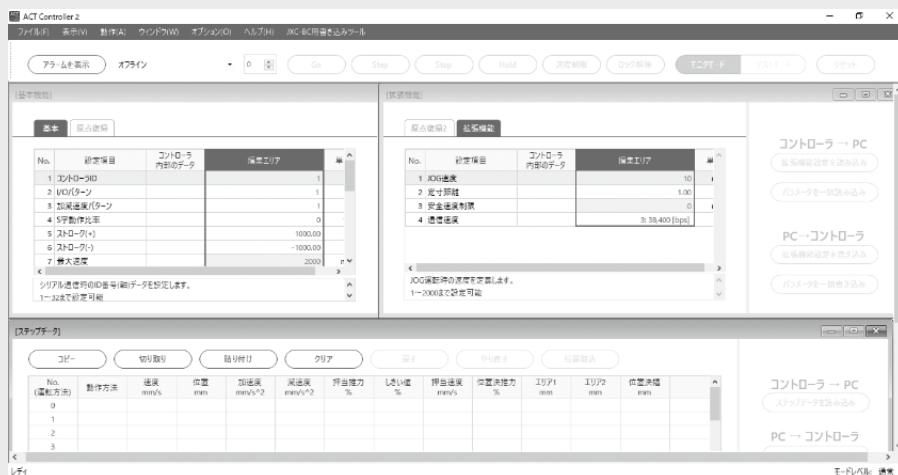 ACT Controller 2
ファイル(F) 表示(V) 動作(A) ウィンドウ(W) オプション(O) ヘルプ(H) JXC-BC用書き込みツール
アラームを表示 オフライン 0 Go Step Stop Hold 速度制限 ロック解除 モニタモード テストモード リセット
[基本機能]
基本 原点復帰
No. 設定項目 コントローラ内部のデータ 編集エリア 単
1 コントローラID 1
2 I/Oパターン 1
3 加減速度パターン 1
4 S字動作比率 0
5 ストローク(+) 1000.00
6 ストローク(-) -1000.00
7 最大速度 2000
シリアル通信時のID番号(軸)データを設定します。
1～32まで設定可能
[拡張機能]
原点復帰2 拡張機能
No. 設定項目 コントローラ内部のデータ 編集エリア 単
1 JOG速度 10
2 定寸距離 1.00
3 安全速度制限 0
4 通信速度 3: 38,400 [bps]
JOG運転時の速度を定義します。
1～2000まで設定可能
コントローラ → PC
拡張機能設定を読み込み
パラメータを一括読み込み
PC→コントローラ
拡張機能設定を書き込み
パラメータを一括書き込み
[ステップデータ]
コピー 切り取り 貼り付け クリア 戻す やり直す 位置取込
No.(運転方法) 動作方法 速度 mm/s 位置 mm 加速度 mm/s^2 減速度 mm/s^2 押当推力 % しきい値 % 押当速度 mm/s 位置決推力 % エリア1 mm エリア2 mm 位置決幅 mm
0
1
2
3
コントローラ → PC
ステップデータを読み込み
PC → コントローラ
レディ モードレベル: 通常